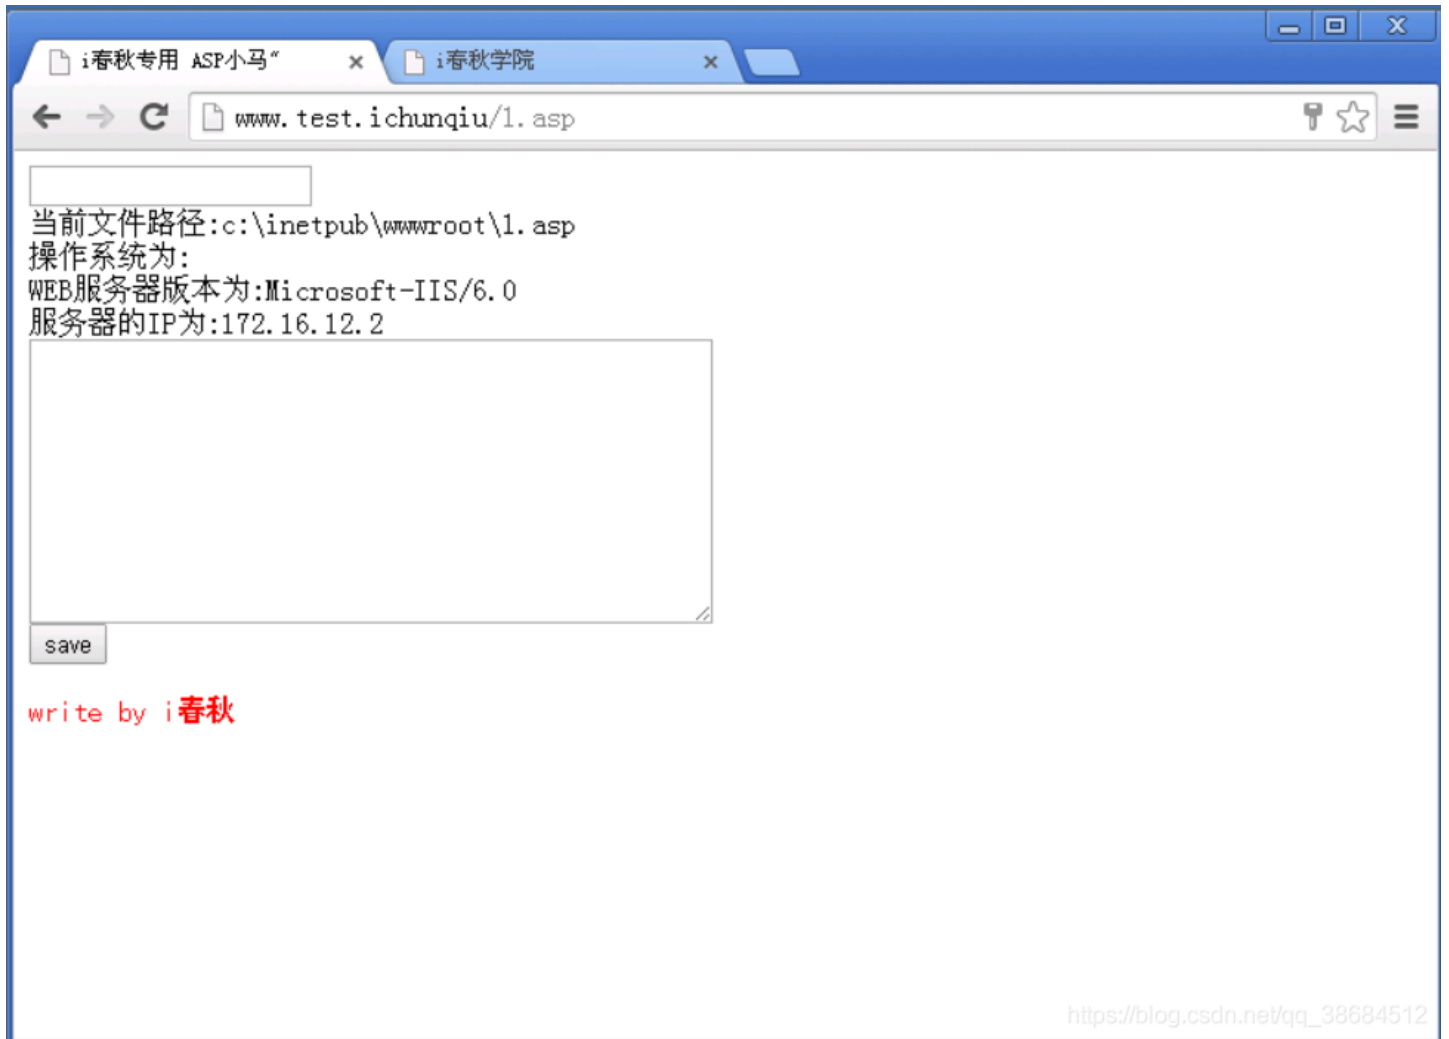 i春秋专用 ASP小马“
i春秋学院
www.test.ichunqiu/1.asp
当前文件路径:c:\inetpub\wwwroot\1.asp
操作系统为:
WEB服务器版本为:Microsoft-IIS/6.0
服务器的IP为:172.16.12.2
save
write by i春秋
https://blog.csdn.net/qq_38684512